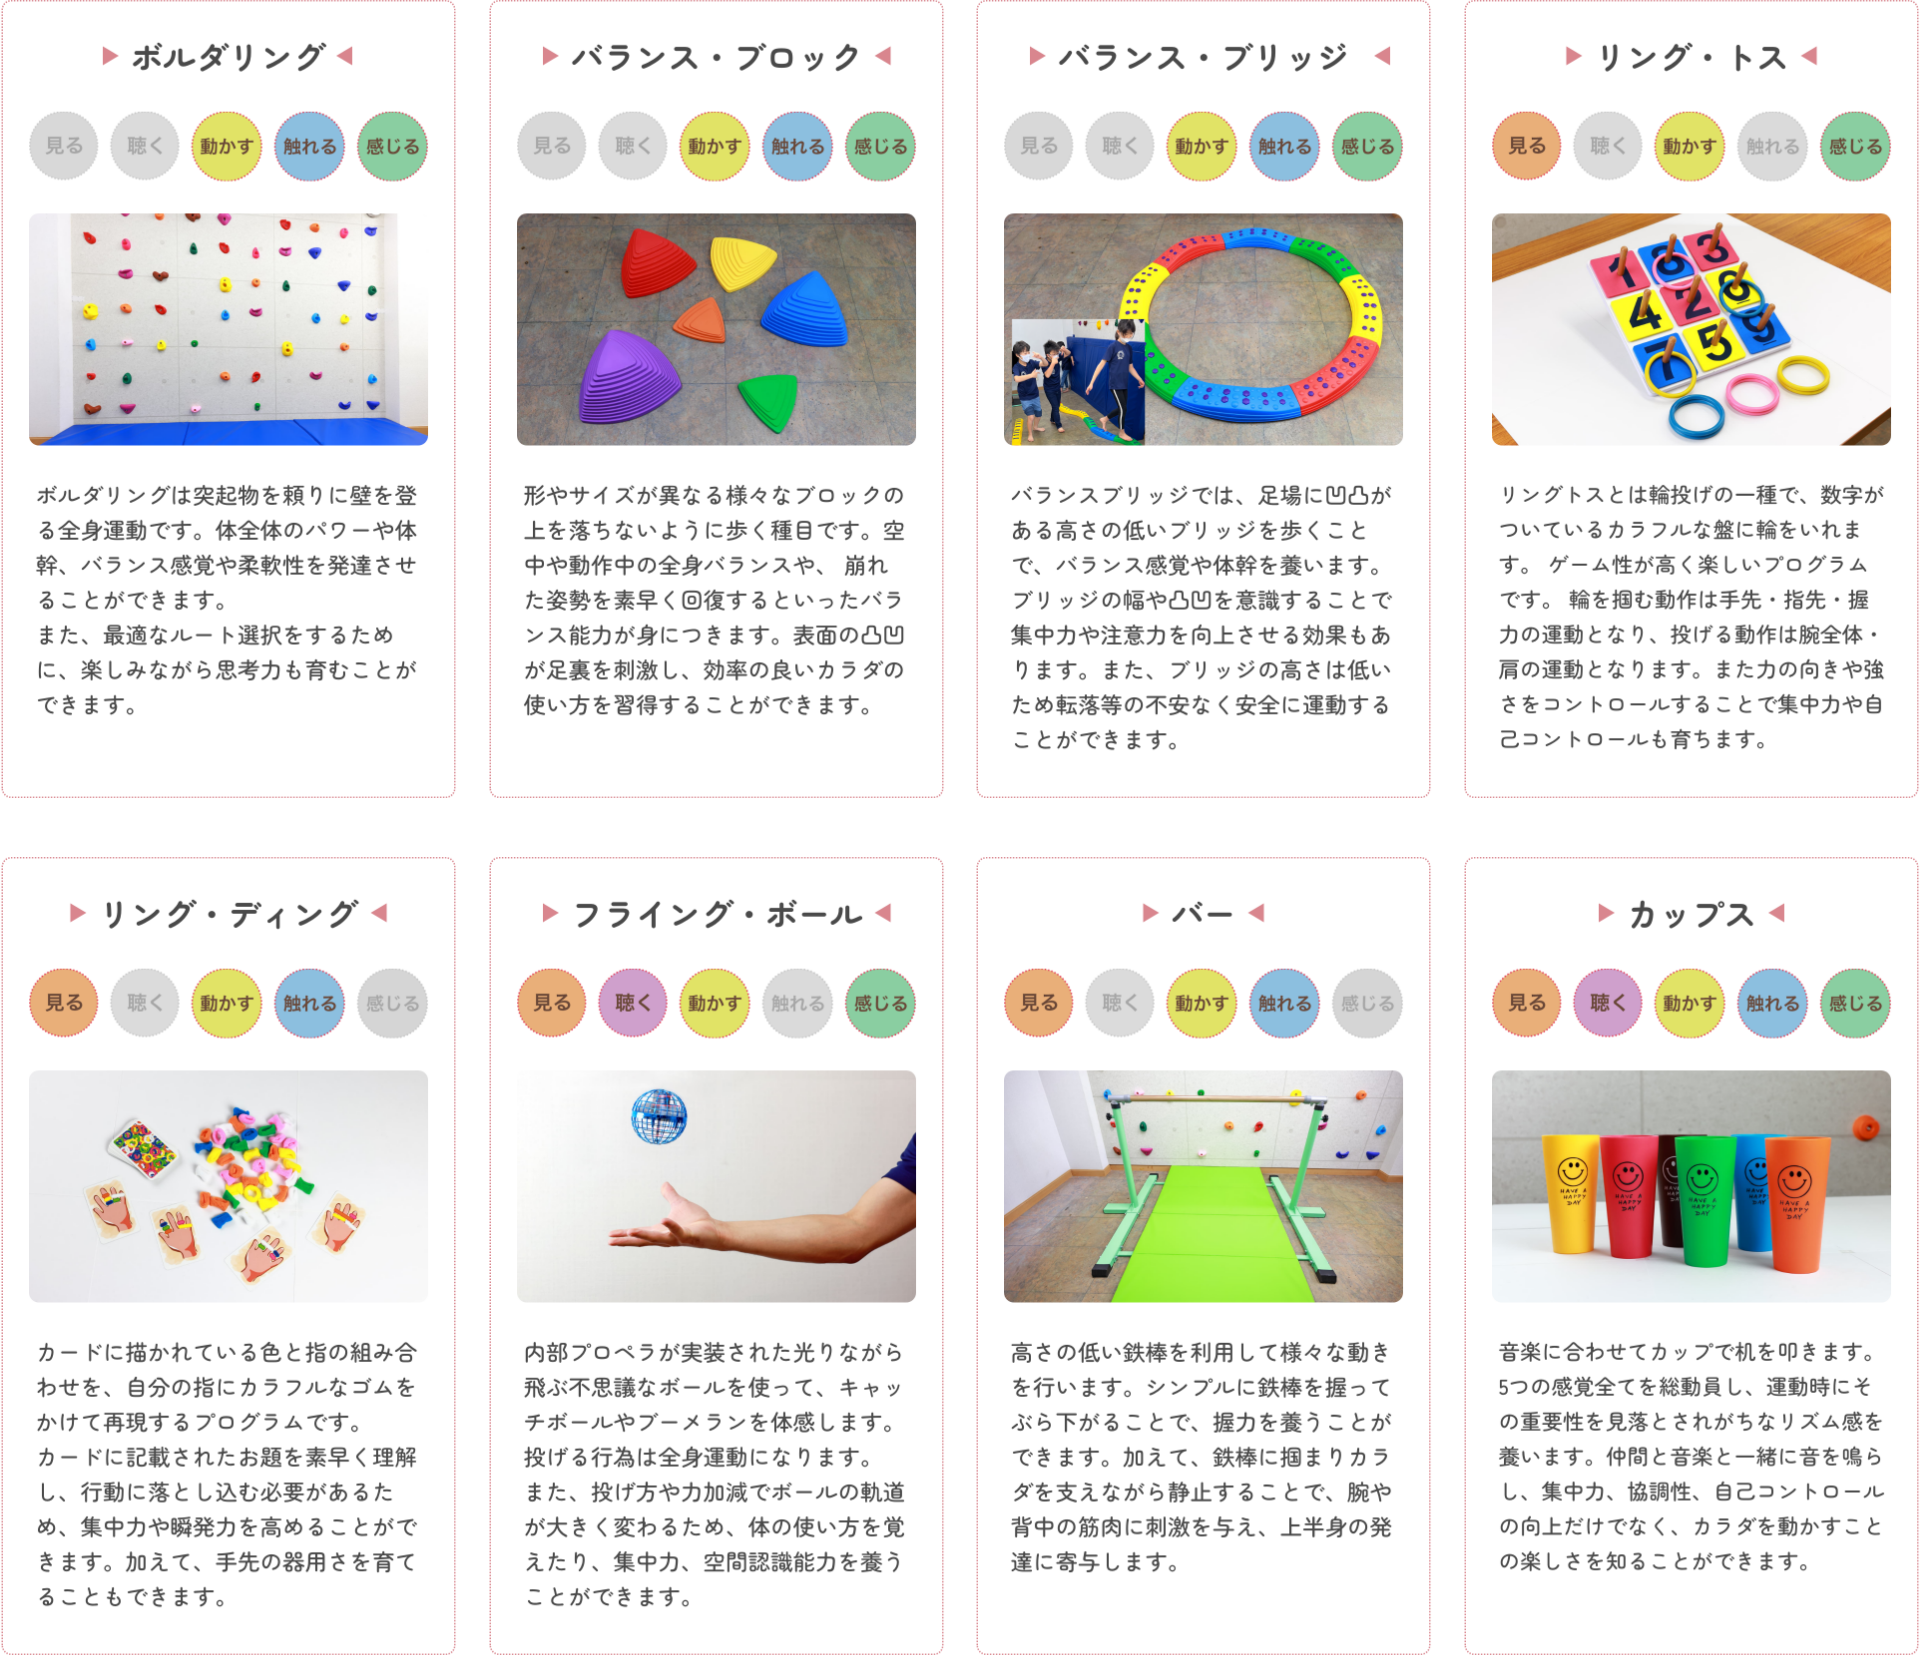 ボルダリング
見る 聴く 動かす 触れる 感じる
ボルダリングは突起物を頼りに壁を登
る全身運動です。体全体のパワーや体
幹、バランス感覚や柔軟性を発達させ
ることができます。
また、最適なルート選択をするため
に、楽しみながら思考力も育むことが
できます。
バランス・ブロック
見る 聴く 動かす 触れる 感じる
形やサイズが異なる様々なブロックの
上を落ちないように歩く種目です。空
中や動作中の全身バランスや、 崩れ
た姿勢を素早く回復するといったバラ
ンス能力が身につきます。表面の凸凹
が足裏を刺激し、効率の良いカラダの
使い方を習得することができます。
バランス・ブリッジ
見る 聴く 動かす 触れる 感じる
バランスブリッジでは、足場に凹凸が
ある高さの低いブリッジを歩くこと
で、バランス感覚や体幹を養います。
ブリッジの幅や凸凹を意識することで
集中力や注意力を向上させる効果もあ
ります。また、ブリッジの高さは低い
ため転落等の不安なく安全に運動する
ことができます。
リング・トス
見る 聴く 動かす 触れる 感じる
1 6 3
4 2 8
7 5 9
リングトスとは輪投げの一種で、数字が
ついているカラフルな盤に輪をいれま
す。 ゲーム性が高く楽しいプログラム
です。 輪を掴む動作は手先・指先・握
力の運動となり、投げる動作は腕全体・
肩の運動となります。また力の向きや強
さをコントロールすることで集中力や自
己コントロールも育ちます。
リング・ディング
見る 聴く 動かす 触れる 感じる
カードに描かれている色と指の組み合
わせを、自分の指にカラフルなゴムを
かけて再現するプログラムです。
カードに記載されたお題を素早く理解
し、行動に落とし込む必要があるた
め、集中力や瞬発力を高めることがで
きます。加えて、手先の器用さを育て
ることもできます。
フライング・ボール
見る 聴く 動かす 触れる 感じる
内部プロペラが実装された光りながら
飛ぶ不思議なボールを使って、キャッ
チボールやブーメランを体感します。
投げる行為は全身運動になります。
また、投げ方や力加減でボールの軌道
が大きく変わるため、体の使い方を覚
えたり、集中力、空間認識能力を養う
ことができます。
バー
見る 聴く 動かす 触れる 感じる
高さの低い鉄棒を利用して様々な動き
を行います。シンプルに鉄棒を握って
ぶら下がることで、握力を養うことが
できます。加えて、鉄棒に掴まりカラ
ダを支えながら静止することで、腕や
背中の筋肉に刺激を与え、上半身の発
達に寄与します。
カップス
見る 聴く 動かす 触れる 感じる
HAVE A
HAPPY
DAY
HAVE A
HAPPY
DAY
HAVE A
HAPPY
DAY
HAVE A
HAPPY
DAY
音楽に合わせてカップで机を叩きます。
5つの感覚全てを総動員し、運動時にそ
の重要性を見落とされがちなリズム感を
養います。仲間と音楽と一緒に音を鳴ら
し、集中力、協調性、自己コントロール
の向上だけでなく、カラダを動かすこと
の楽しさを知ることができます。